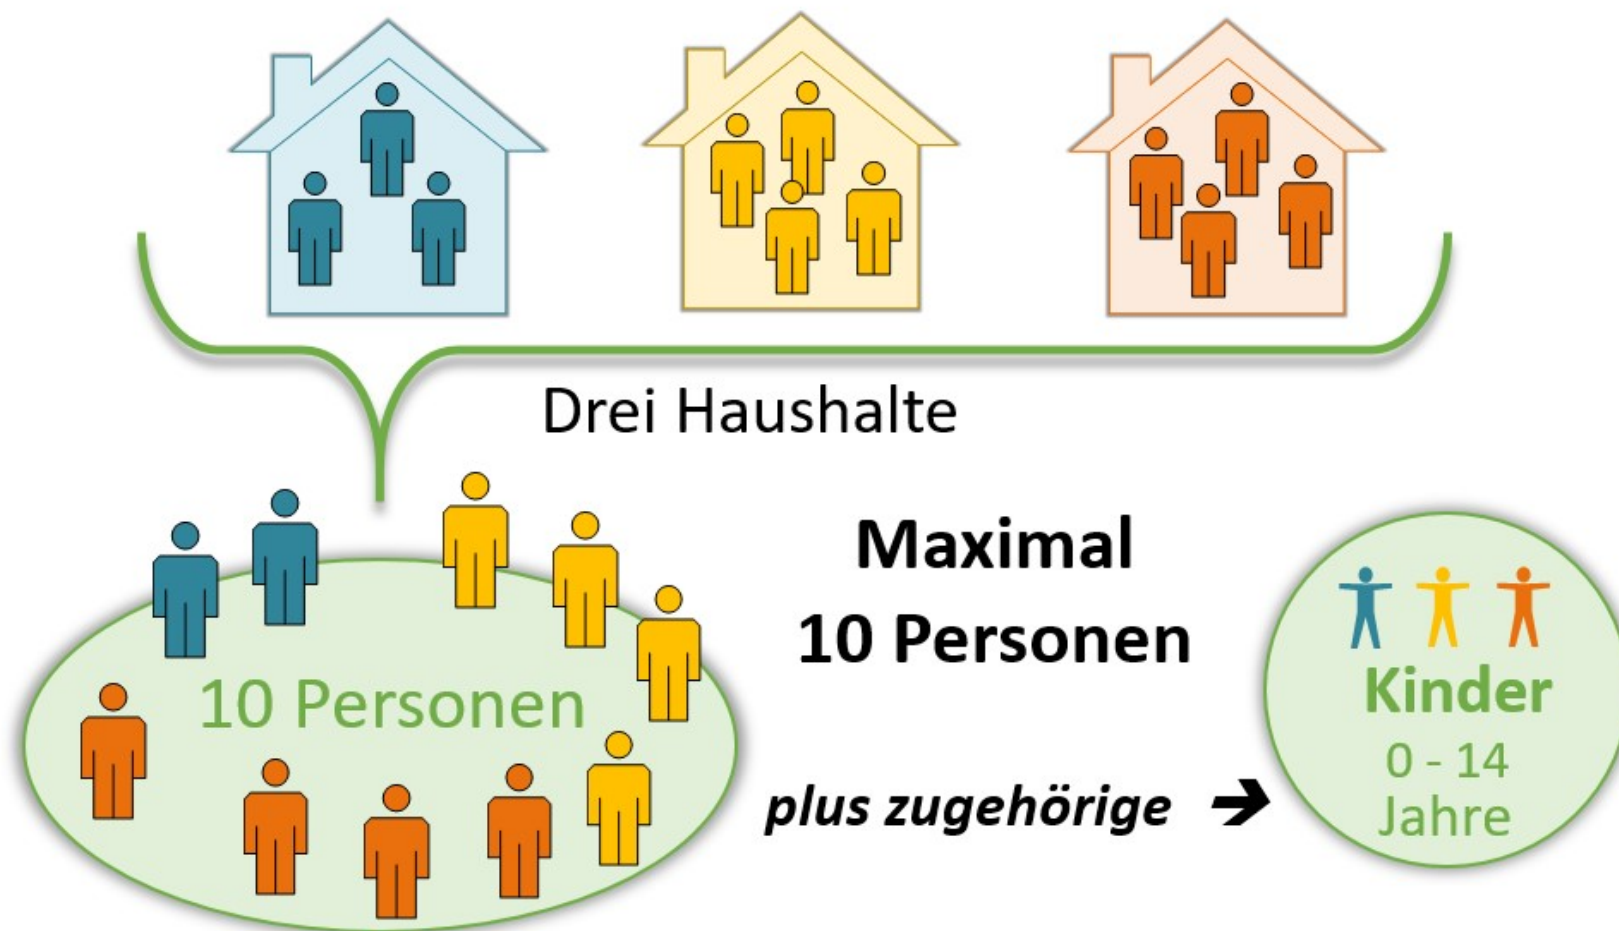 Drei Haushalte
Maximal
10 Personen
10 Personen
plus zugehörige ➔
Kinder
0 - 14
Jahre